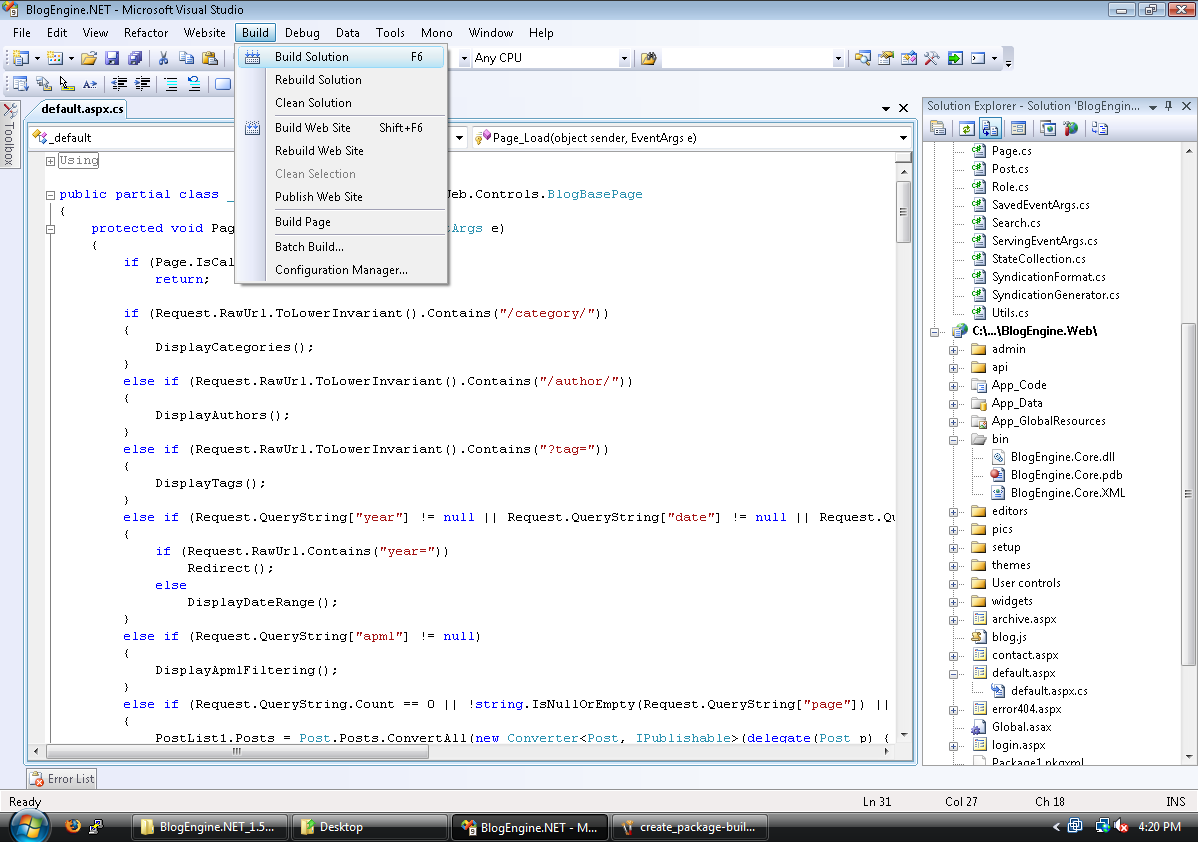 BlogEngine.NET - Microsoft Visual Studio
File Edit View Refactor Website Build Debug Data Tools Mono Window Help
Any CPU
Build Solution F6
Rebuild Solution
Clean Solution
Build Web Site Shift+F6
Rebuild Web Site
Clean Selection
Publish Web Site
Build Page
Batch Build...
Configuration Manager...
Toolbox
default.aspx.cs
_default
Page_Load(object sender, EventArgs e)
Using
public partial class _ eb.Controls.BlogBasePage
{
protected void Pag tArgs e)
{
if (Page.IsCal
return;
if (Request.RawUrl.ToLowerInvariant().Contains("/category/"))
{
DisplayCategories();
}
else if (Request.RawUrl.ToLowerInvariant().Contains("/author/"))
{
DisplayAuthors();
}
else if (Request.RawUrl.ToLowerInvariant().Contains("?tag="))
{
DisplayTags();
}
else if (Request.QueryString["year"] != null || Request.QueryString["date"] != null || Request.Qu
{
if (Request.RawUrl.Contains("year="))
Redirect();
else
DisplayDateRange();
}
else if (Request.QueryString["apml"] != null)
{
DisplayApmlFiltering();
}
else if (Request.QueryString.Count == 0 || !string.IsNullOrEmpty(Request.QueryString["page"]) ||
{
PostList1.Posts = Post.Posts.ConvertAll(new Converter<Post, IPublishable>(delegate(Post p) {
Solution Explorer - Solution 'BlogEngin...
Page.cs
Post.cs
Role.cs
SavedEventArgs.cs
Search.cs
ServingEventArgs.cs
StateCollection.cs
SyndicationFormat.cs
SyndicationGenerator.cs
Utils.cs
C:\...\BlogEngine.Web\
admin
api
App_Code
App_Data
App_GlobalResources
bin
BlogEngine.Core.dll
BlogEngine.Core.pdb
BlogEngine.Core.XML
editors
pics
setup
themes
User controls
widgets
archive.aspx
blog.js
contact.aspx
default.aspx
default.aspx.cs
error404.aspx
Global.asax
login.aspx
Package1.pkgxml
Error List
Ready Ln 31 Col 27 Ch 18 INS
BlogEngine.NET_1.5... Desktop BlogEngine.NET - M... create_package-buil... 4:20 PM